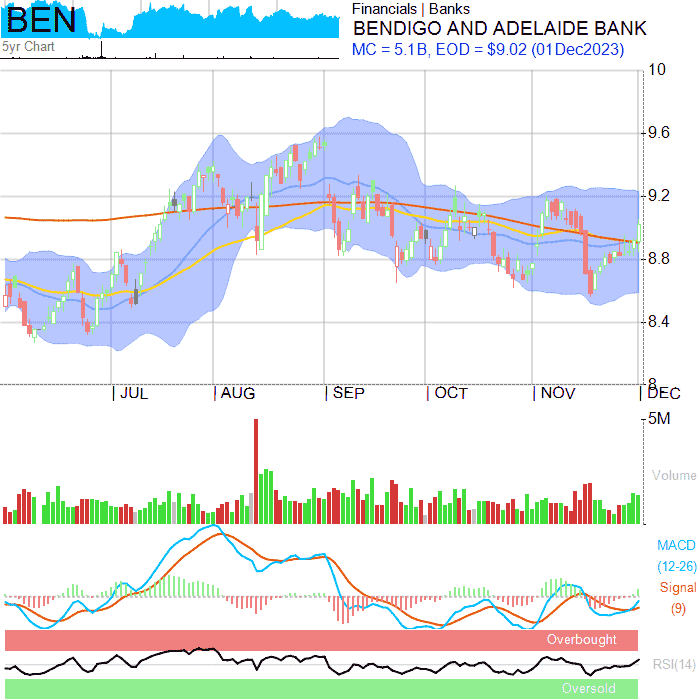 BEN
5yr Chart
Financials | Banks
BENDIGO AND ADELAIDE BANK
MC = 5.1B, EOD = $9.02 (01Dec2023)
10
9.6
9.2
8.8
8.4
8
JUL AUG SEP OCT NOV DEC
5M
Volume
MACD
(12-26)
Signal
(9)
Overbought
RSI(14)
Oversold